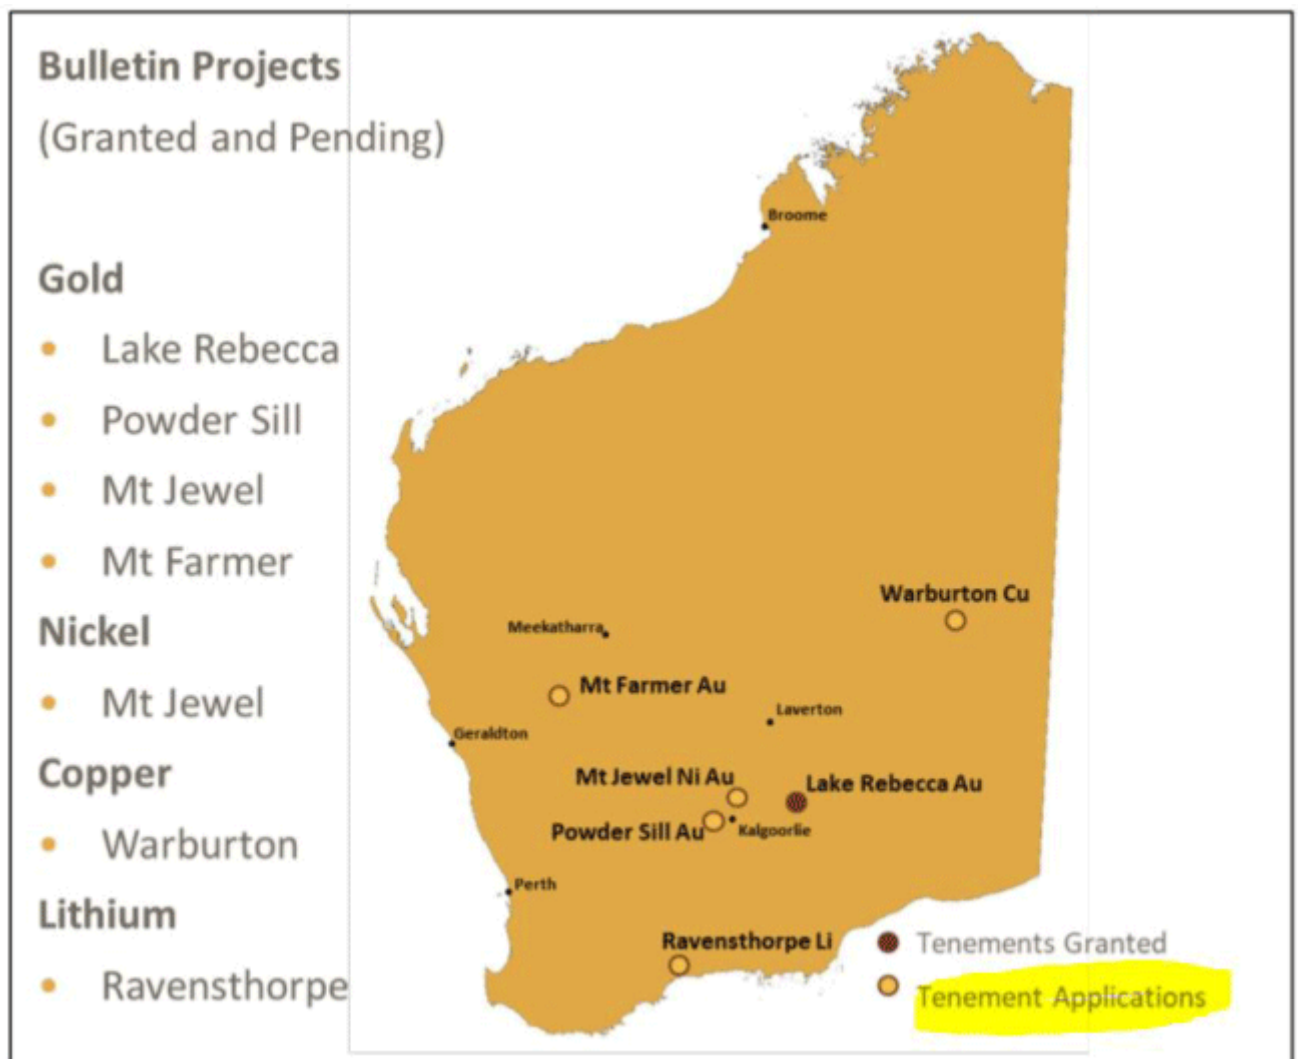 Bulletin Projects
(Granted and Pending)
Gold
• Lake Rebecca
• Powder Sill
• Mt Jewel
• Mt Farmer
Nickel
• Mt Jewel
Copper
• Warburton
Lithium
• Ravensthorpe
Broome
Warburton Cu
Meekatharra
Mt Farmer Au
Laverton
Geraldton
Mt Jewel Ni Au
Lake Rebecca Au
Powder Sill Au
Kalgoorlie
Perth
Ravensthorpe Li
Tenements Granted
Tenement Applications